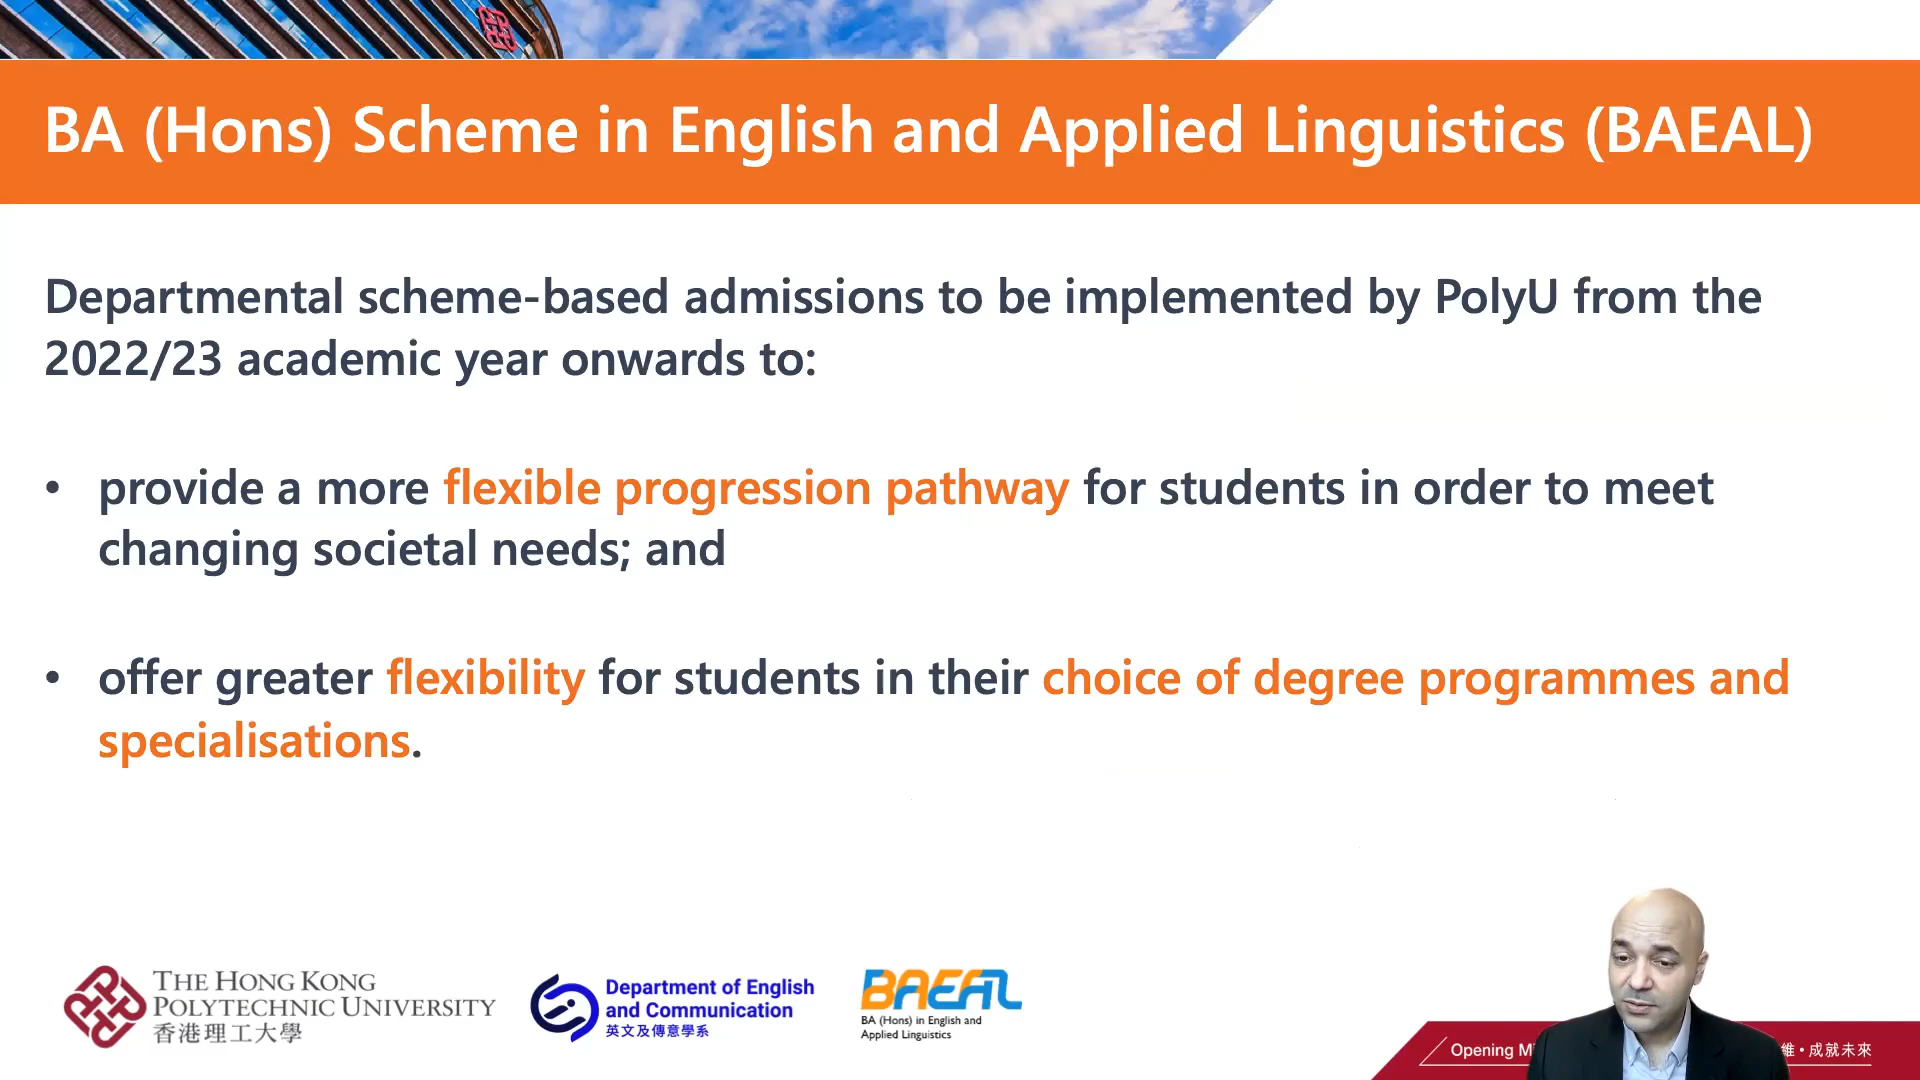 BA (Hons) Scheme in English and Applied Linguistics (BAEAL)
Departmental scheme-based admissions to be implemented by PolyU from the
2022/23 academic year onwards to:
• provide a more flexible progression pathway for students in order to meet
changing societal needs; and
• offer greater flexibility for students in their choice of degree programmes and
specialisations.
THE HONG KONG
POLYTECHNIC UNIVERSITY
香港理工大學
Department of English
and Communication
英文及傳意學系
BAEAL
BA (Hons) in English and
Applied Linguistics
Opening
維•成就未來